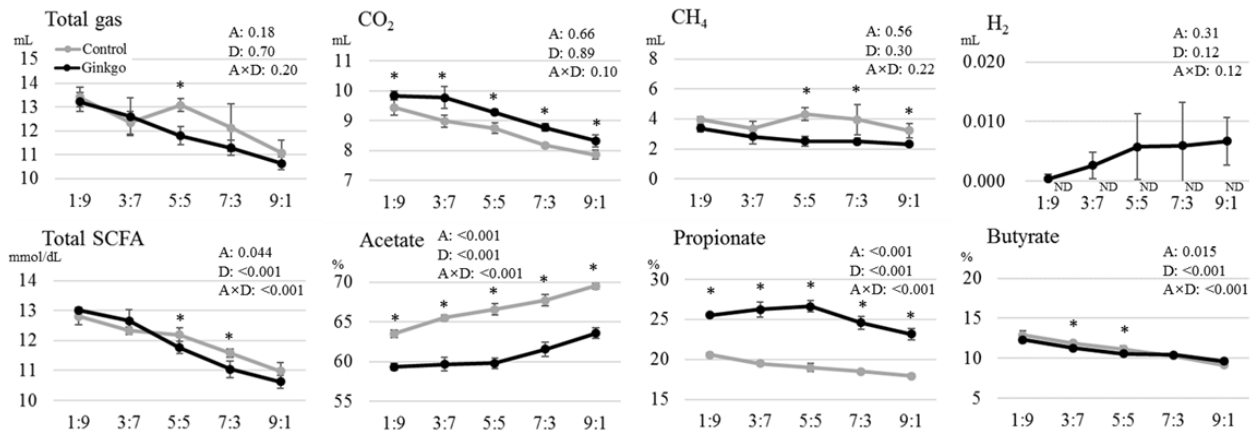 Total gas
mL
A: 0.18
D: 0.70
A×D: 0.20
Control
Ginkgo
15
14
13
12
11
10
*
1:9 3:7 5:5 7:3 9:1
CO2
mL
A: 0.66
D: 0.89
A×D: 0.10
11
10
9
8
7
* * * * *
1:9 3:7 5:5 7:3 9:1
CH4
mL
A: 0.56
D: 0.30
A×D: 0.22
8
6
4
2
0
* * *
1:9 3:7 5:5 7:3 9:1
H2
mL
A: 0.31
D: 0.12
A×D: 0.12
0.020
0.010
0.000
ND ND ND ND ND
1:9 3:7 5:5 7:3 9:1
Total SCFA
mmol/dL
A: 0.044
D: <0.001
A×D: <0.001
14
13
12
11
10
* *
1:9 3:7 5:5 7:3 9:1
Acetate
%
A: <0.001
D: <0.001
A×D: <0.001
70
65
60
55
* * * * *
1:9 3:7 5:5 7:3 9:1
Propionate
%
A: <0.001
D: <0.001
A×D: <0.001
30
25
20
15
* * * * *
1:9 3:7 5:5 7:3 9:1
Butyrate
%
A: 0.015
D: <0.001
A×D: <0.001
20
15
10
5
* *
1:9 3:7 5:5 7:3 9:1